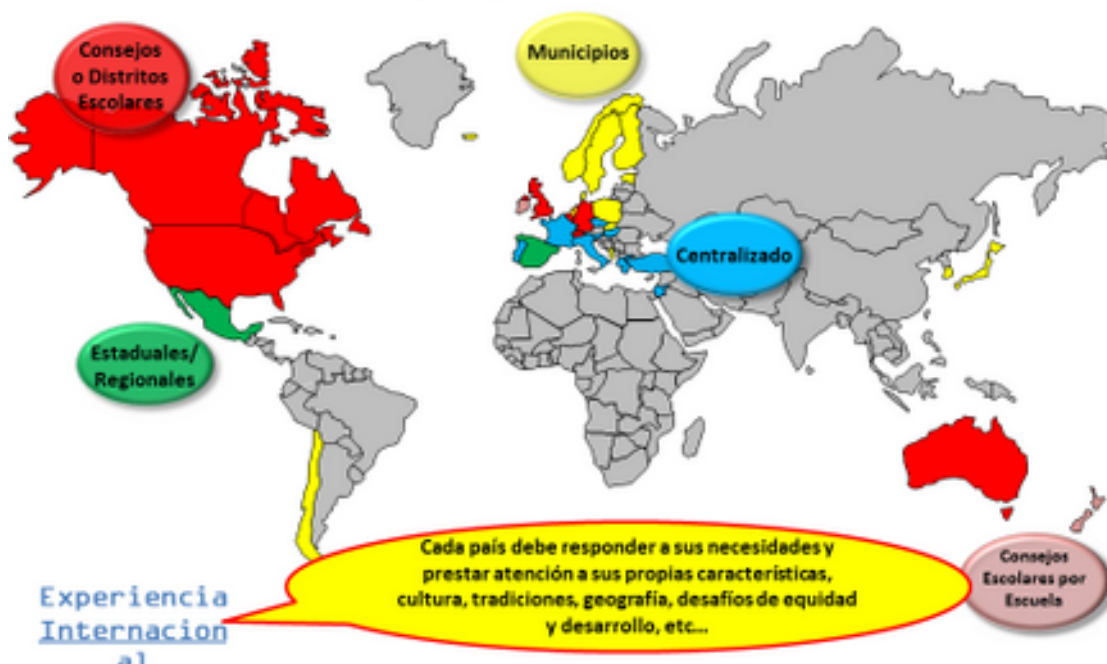 Consejos
o Distritos
Escolares
Municipios
Centralizado
Estaduales/
Regionales
Cada país debe responder a sus necesidades y
prestar atención a sus propias características,
cultura, tradiciones, geografía, desafíos de equidad
y desarrollo, etc...
Consejos
Escolares por
Escuela
Experiencia
Internacion
al